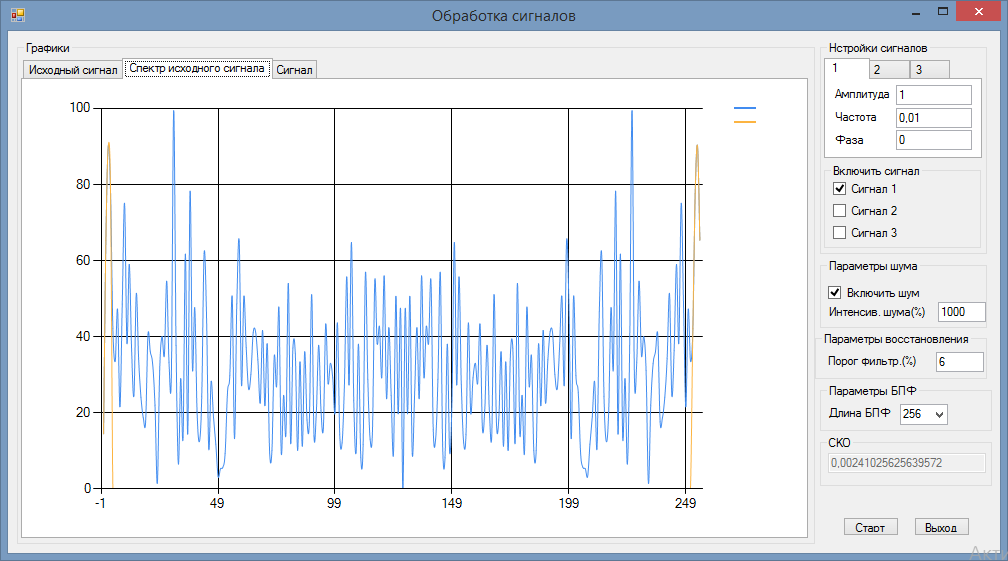 Обработка сигналов
Графики
Исходный сигнал Спектр исходного сигнала Сигнал
100
80
60
40
20
0
-1 49 99 149 199 249
Нстройки сигналов
1 2 3
Амплитуда 1
Частота 0,01
Фаза 0
Включить сигнал
Сигнал 1
Сигнал 2
Сигнал 3
Параметры шума
Включить шум
Интенсив. шума(%) 1000
Параметры восстановления
Порог фильтр.(%) 6
Параметры БПФ
Длина БПФ 256
СКО
0,00241025625639572
Старт Выход